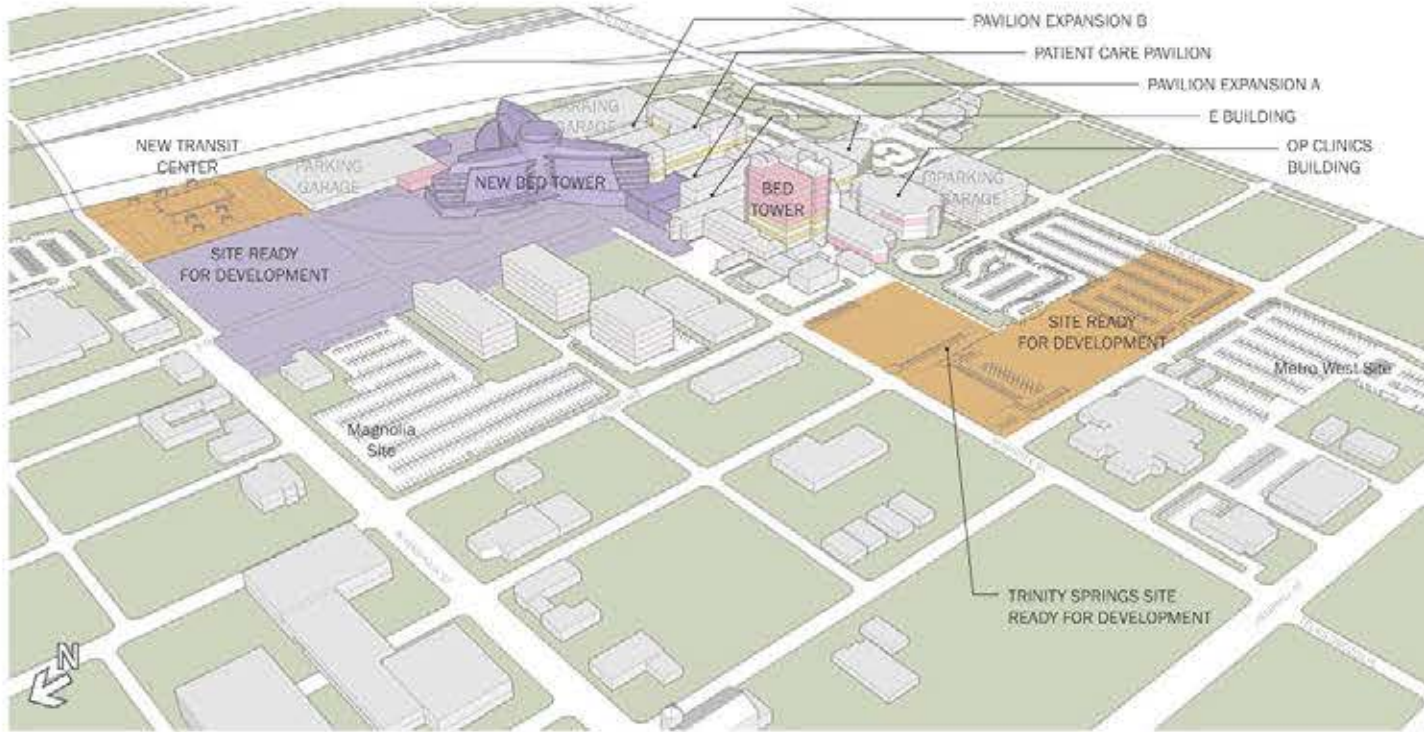 PAVILION EXPANSION B
PATIENT CARE PAVILION
PAVILION EXPANSION A
E BUILDING
OP CLINICS
BUILDING
PARKING
GARAGE
NEW TRANSIT
CENTER
PARKING
GARAGE
NEW BED TOWER
BED
TOWER
PARKING
GARAGE
SITE READY
FOR DEVELOPMENT
SITE READY
FOR DEVELOPMENT
Metro West Site
Magnolia
Site
TRINITY SPRINGS SITE
READY FOR DEVELOPMENT
N